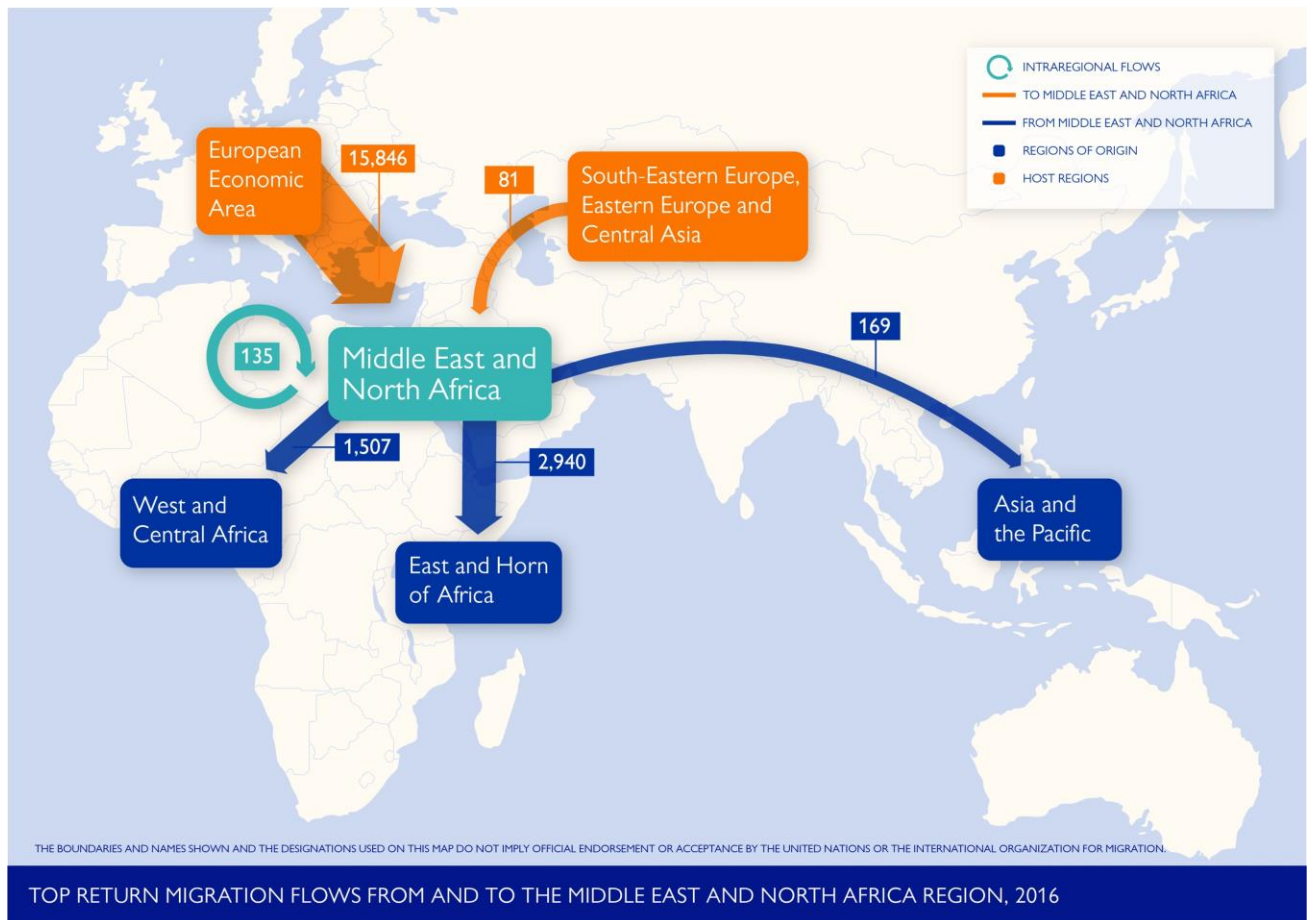 INTRAREGIONAL FLOWS
TO MIDDLE EAST AND NORTH AFRICA
FROM MIDDLE EAST AND NORTH AFRICA
REGIONS OF ORIGIN
HOST REGIONS
European
Economic
Area
15,846
81
South-Eastern Europe,
Eastern Europe and
Central Asia
135
Middle East and
North Africa
169
1,507
2,940
West and
Central Africa
East and Horn
of Africa
Asia and
the Pacific
THE BOUNDARIES AND NAMES SHOWN AND THE DESIGNATIONS USED ON THIS MAP DO NOT IMPLY OFFICIAL ENDORSEMENT OR ACCEPTANCE BY THE UNITED NATIONS OR THE INTERNATIONAL ORGANIZATION FOR MIGRATION.
TOP RETURN MIGRATION FLOWS FROM AND TO THE MIDDLE EAST AND NORTH AFRICA REGION, 2016